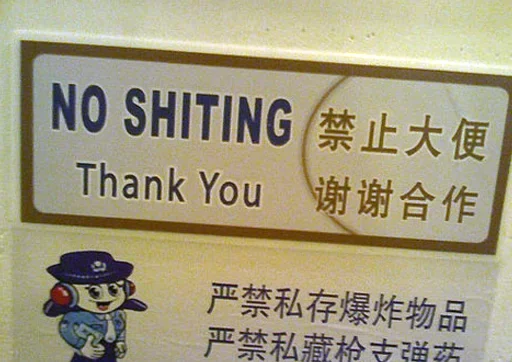 NO SHITING
Thank You
禁止大便
谢谢合作
严禁私存爆炸物品
严禁私藏枪支弹药